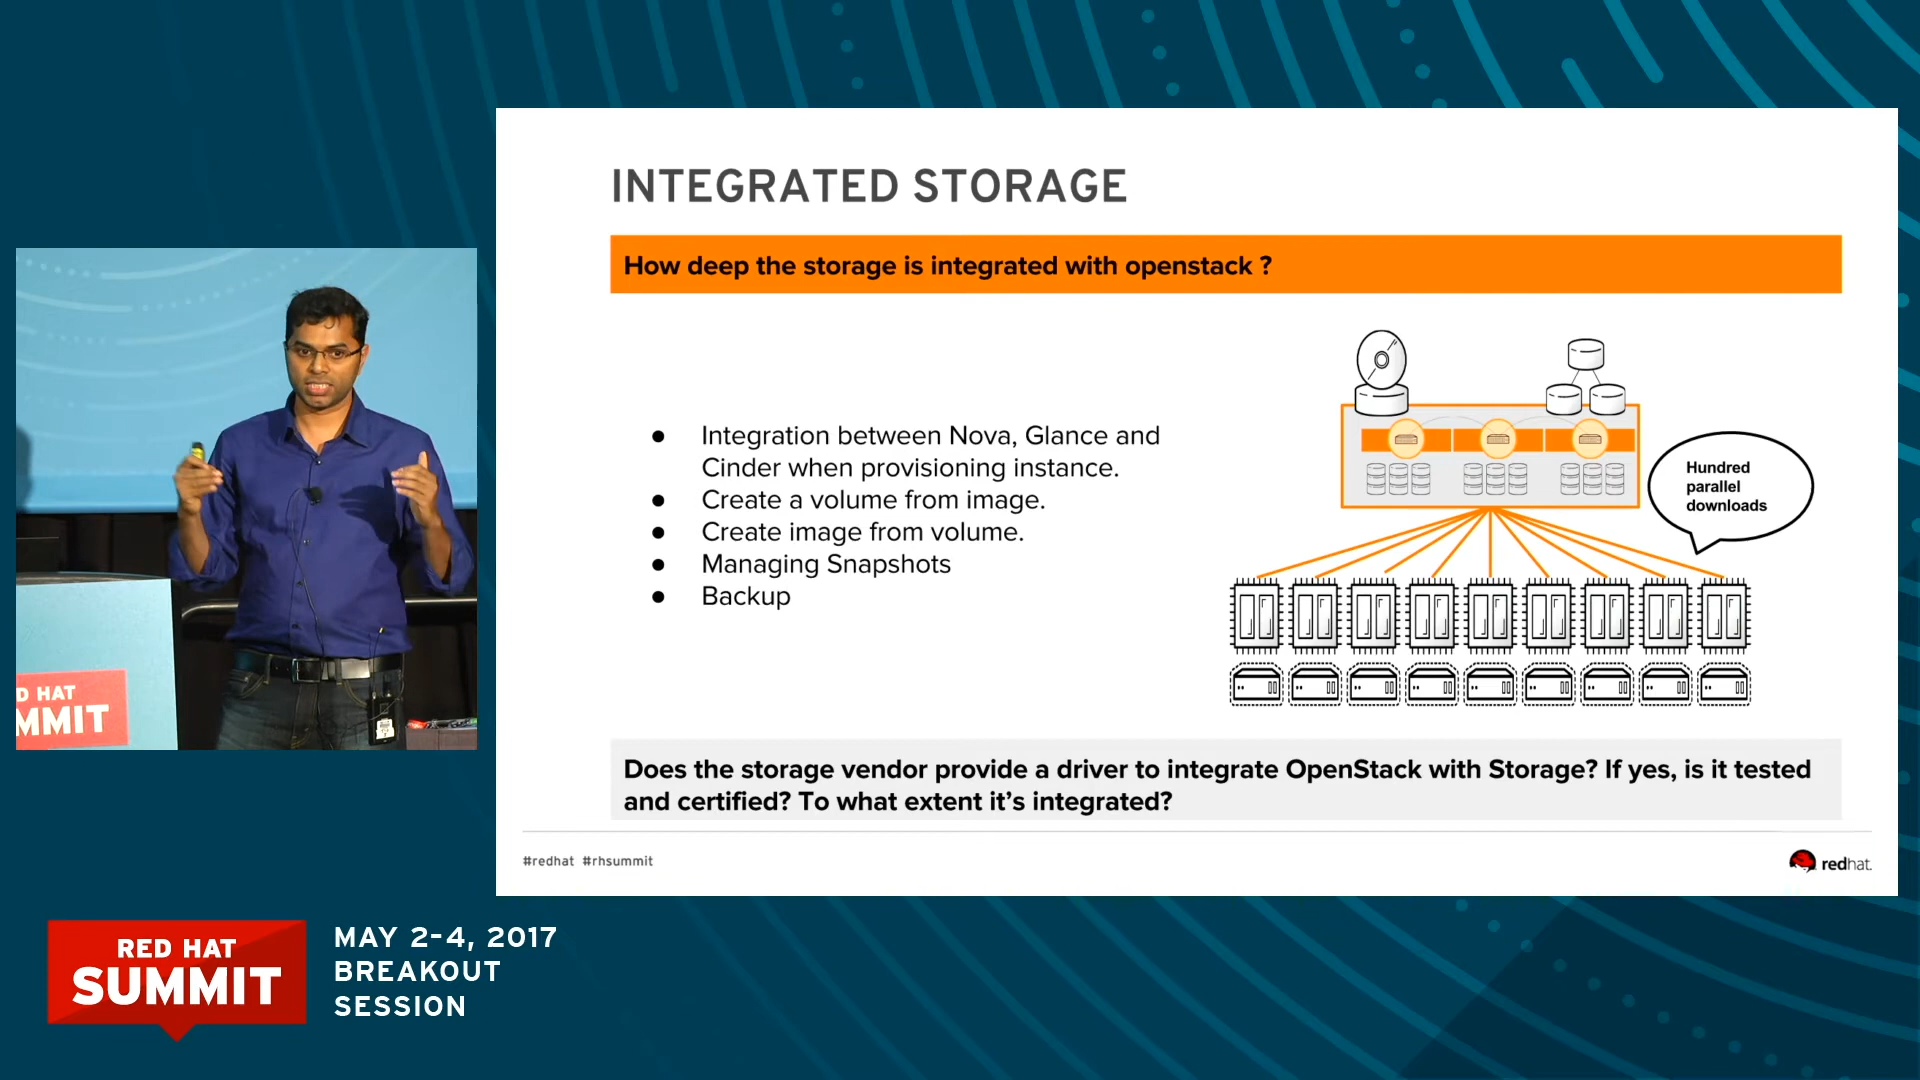 INTEGRATED STORAGE
How deep the storage is integrated with openstack ?
● Integration between Nova, Glance and
Cinder when provisioning instance.
● Create a volume from image.
● Create image from volume.
● Managing Snapshots
● Backup
Hundred
parallel
downloads
Does the storage vendor provide a driver to integrate OpenStack with Storage? If yes, is it tested
and certified? To what extent it’s integrated?
#redhat #rhsummit
redhat.
D HAT
MMIT
RED HAT
SUMMIT
MAY 2-4, 2017
BREAKOUT
SESSION